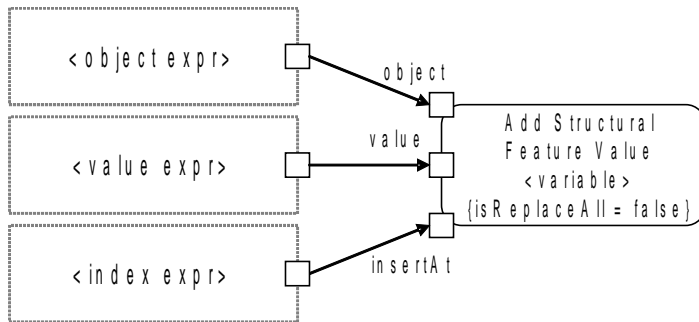 <object expr>
object
<value expr>
value
Add Structural
Feature Value
<variable>
{isReplaceAll = false}
<index expr>
insertAt